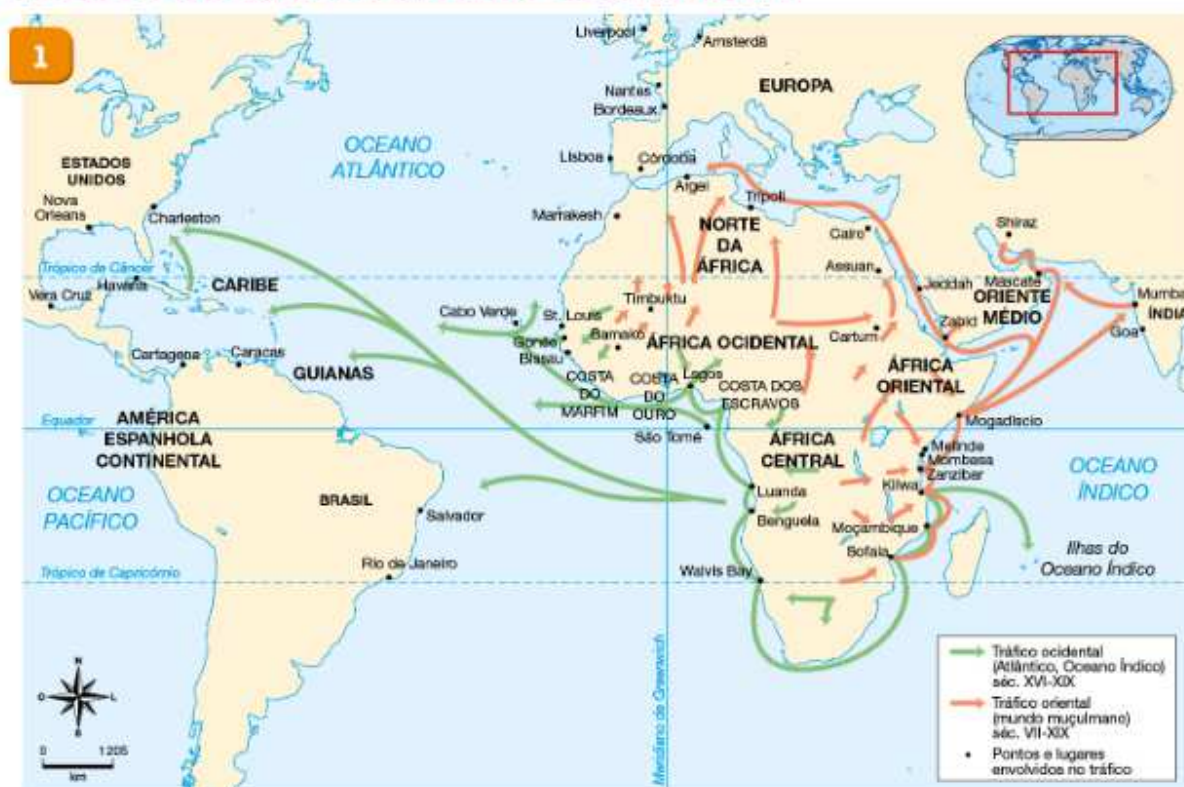 1
Liverpool
Amsterdã
Nantes
Bordeaux
EUROPA
OCEANO
ATLÂNTICO
ESTADOS
UNIDOS
Lisboa
Córdoba
Argel
Trípoli
Nova
Orleans
Charleston
Marrakesh
NORTE
DA
ÁFRICA
Cairo
Shiraz
Assuan
Trópico de Câncer
Havana
CARIBE
Vera Cruz
Timbuktu
Jeddah
Mascate
ORIENTE
MÉDIO
Mumbai
ÍNDIA
Cabo Verde
St. Louis
Bamako
Gorée
Bissau
ÁFRICA OCIDENTAL
Cartum
Zabid
Goa
Cartagena
Caracas
GUIANAS
COSTA
DO
MARFIM
COSTA
DO
OURO
Lagos
COSTA DOS
ESCRAVOS
ÁFRICA
ORIENTAL
Mogadíscio
Equador
AMÉRICA
ESPANHOLA
CONTINENTAL
São Tomé
ÁFRICA
CENTRAL
Melinde
Mombasa
Zanzibar
Kilwa
OCEANO
ÍNDICO
OCEANO
PACÍFICO
BRASIL
Salvador
Luanda
Benguela
Moçambique
Sofala
Ilhas do
Oceano Índico
Rio de Janeiro
Trópico de Capricórnio
Walvis Bay
Meridiano de Greenwich
N
O
L
S
0
1 205
km
Tráfico ocidental
(Atlântico, Oceano Índico)
séc. XVI-XIX
Tráfico oriental
(mundo muçulmano)
séc. VII-XIX
Pontos e lugares
envolvidos no tráfico